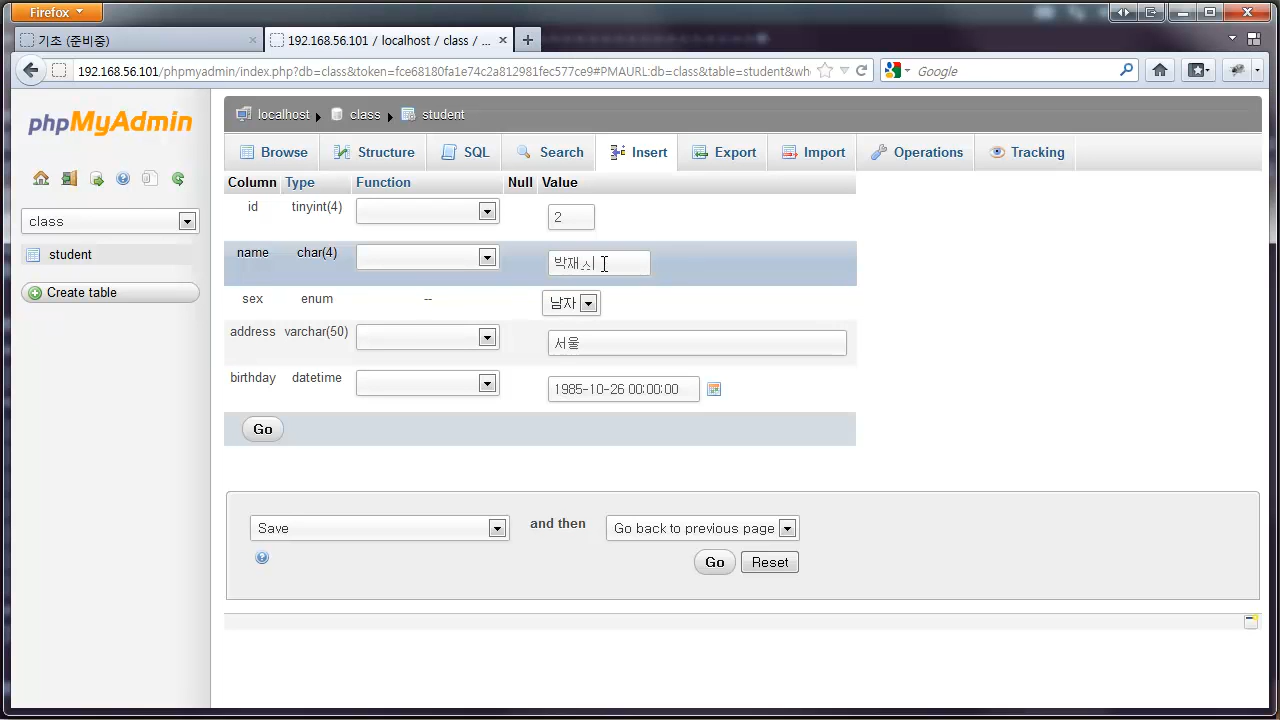 Firefox
기초 (준비중)
192.168.56.101 / localhost / class / ...
192.168.56.101/phpmyadmin/index.php?db=class&token=fce68180fa1e74c2a812981fec577ce9#PMAURL:db=class&table=student&whe
Google
phpMyAdmin
localhost class student
Browse Structure SQL Search Insert Export Import Operations Tracking
class
student
Create table
Column Type Function Null Value
id tinyint(4) 2
name char(4) 박재시
sex enum -- 남자
address varchar(50) 서울
birthday datetime 1985-10-26 00:00:00
Go
Save and then Go back to previous page
Go Reset